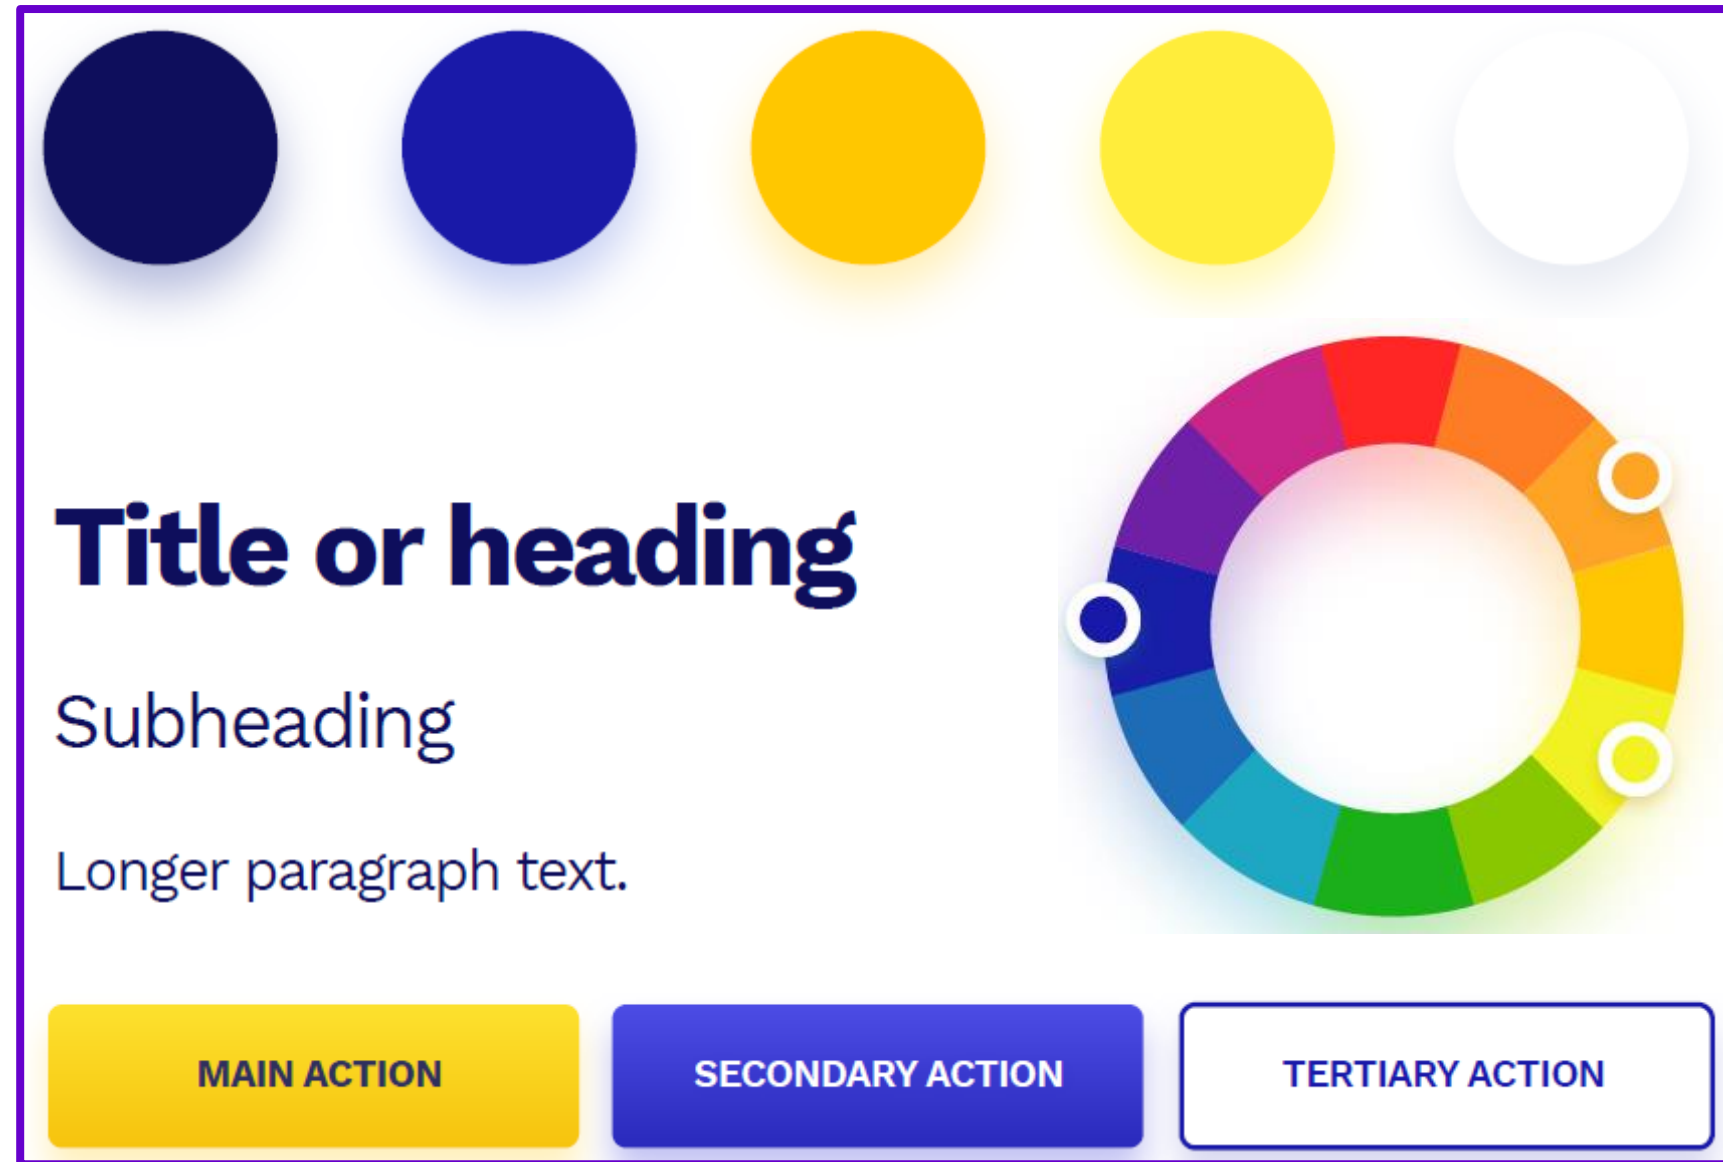 Title or heading
Subheading
Longer paragraph text.
MAIN ACTION
SECONDARY ACTION
TERTIARY ACTION